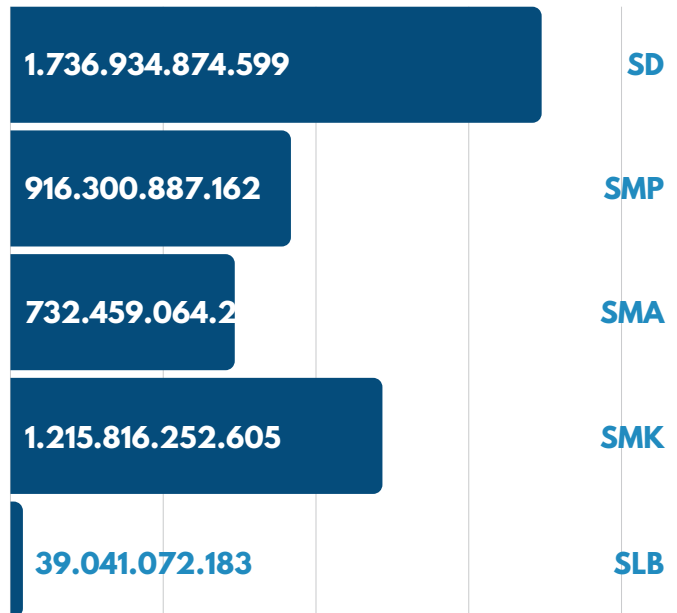 1.736.934.874.599 SD
916.300.887.162 SMP
732.459.064.2 SMA
1.215.816.252.605 SMK
39.041.072.183 SLB